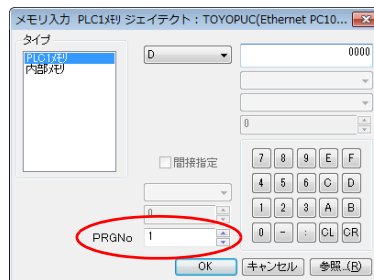 メモリ入力 PLC1メモリ ジェイテクト：TOYOPUC(Ethernet PC10...
タイプ
PLC1メモリ
内部メモリ
D
0000
0
間接指定
0
PRGNo 1
7 8 9 E F
4 5 6 C D
1 2 3 A B
0 - : CL CR
OK キャンセル 参照...(R)